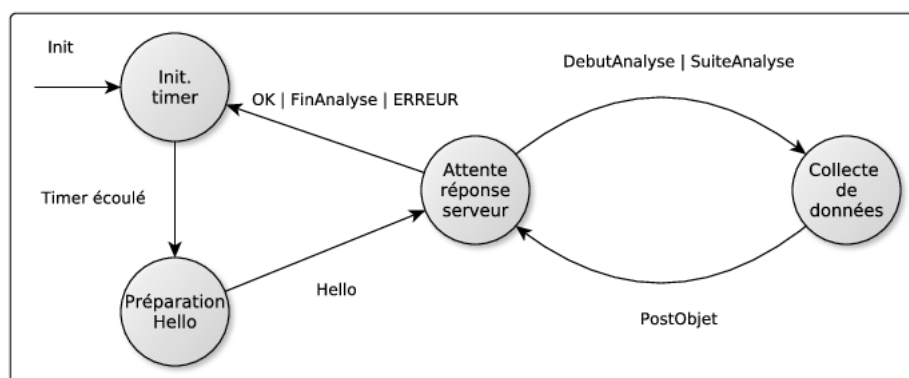 Init
Init.
timer
DebutAnalyse | SuiteAnalyse
OK | FinAnalyse | ERREUR
Attente
réponse
serveur
Collecte
de
données
Timer écoulé
Préparation
Hello
Hello
PostObjet